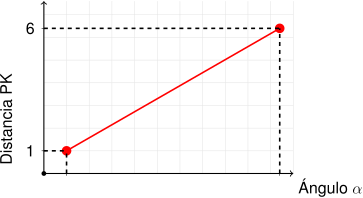 6
Distancia PK
1
Ángulo α